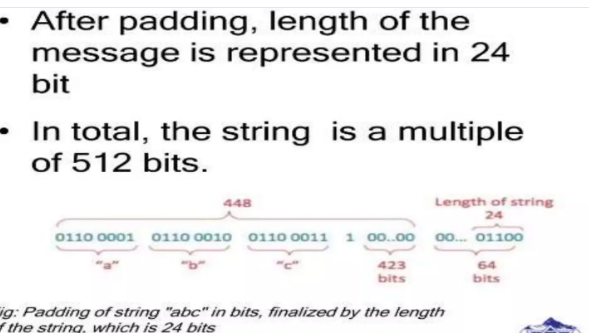 • After padding, length of the
message is represented in 24
bit
• In total, the string is a multiple
of 512 bits.
448 Length of string
24
0110 0001 0110 0010 0110 0011 1 00..00 00... 01100
"a" "b" "c" 423 64
bits bits
ig: Padding of string "abc" in bits, finalized by the length
f the string, which is 24 bits